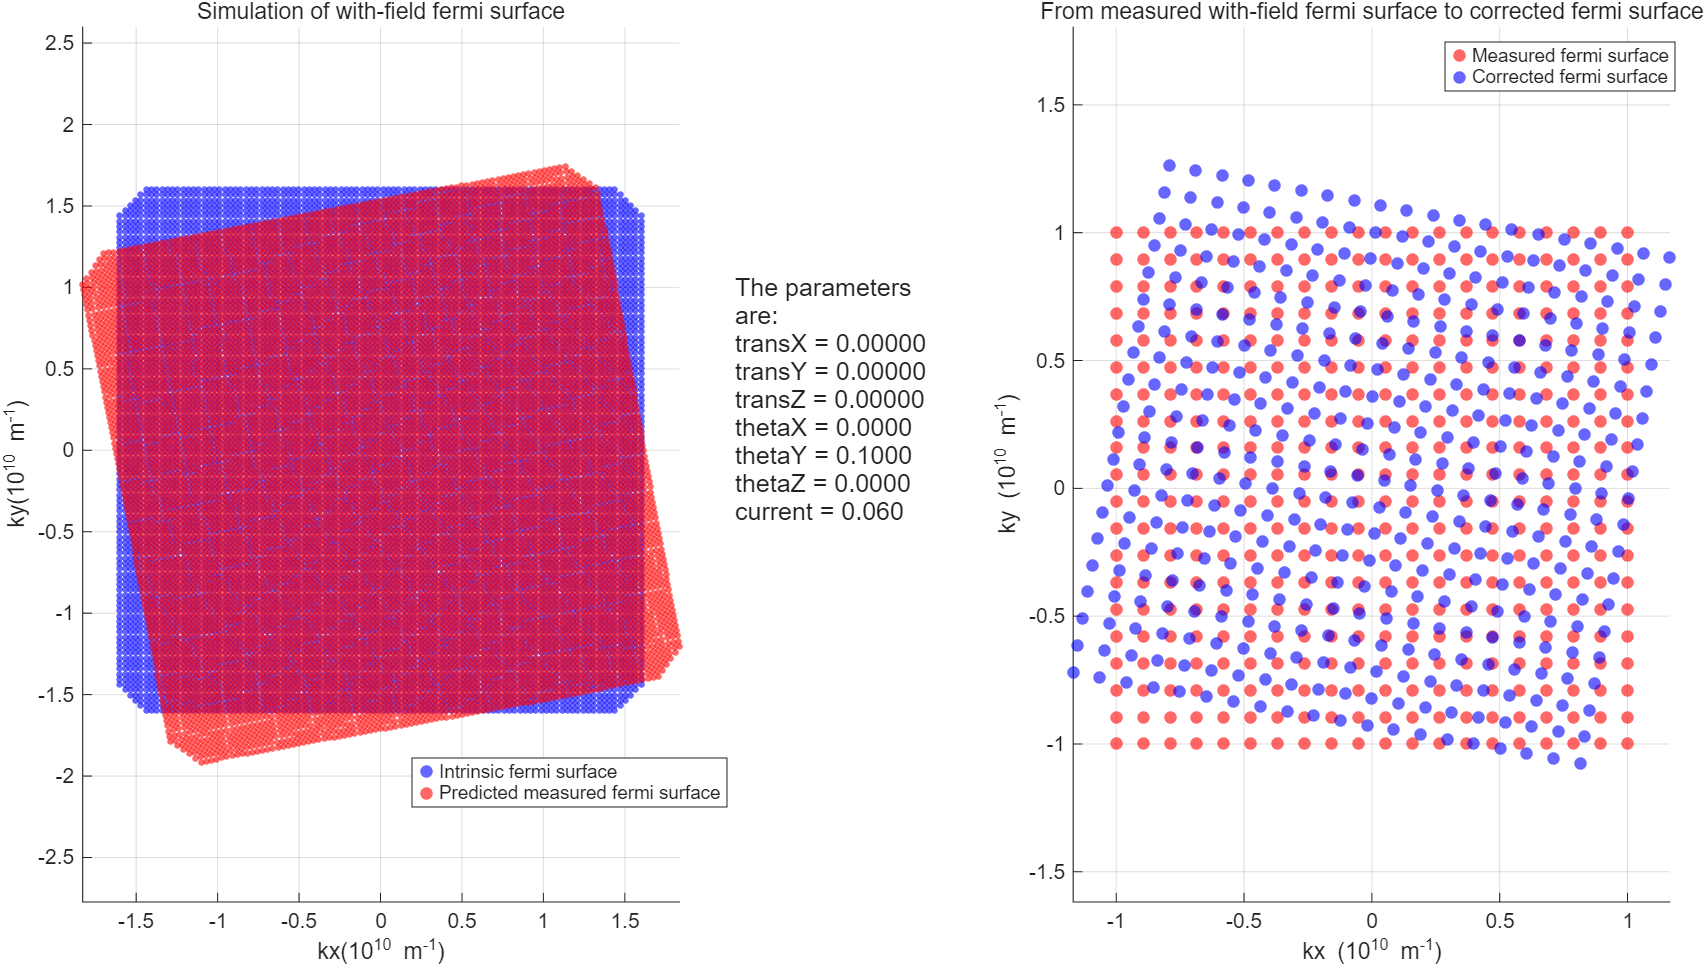 Simulation of with-field fermi surface
2.5
2
1.5
1
0.5
0
-0.5
-1
-1.5
-2
-2.5
ky(10^10 m^-1)
-1.5 -1 -0.5 0 0.5 1 1.5
kx(10^10 m^-1)
Intrinsic fermi surface
Predicted measured fermi surface
The parameters
are:
transX = 0.00000
transY = 0.00000
transZ = 0.00000
thetaX = 0.0000
thetaY = 0.1000
thetaZ = 0.0000
current = 0.060
From measured with-field fermi surface to corrected fermi surface
Measured fermi surface
Corrected fermi surface
1.5
1
0.5
0
-0.5
-1
-1.5
ky (10^10 m^-1)
-1 -0.5 0 0.5 1
kx (10^10 m^-1)